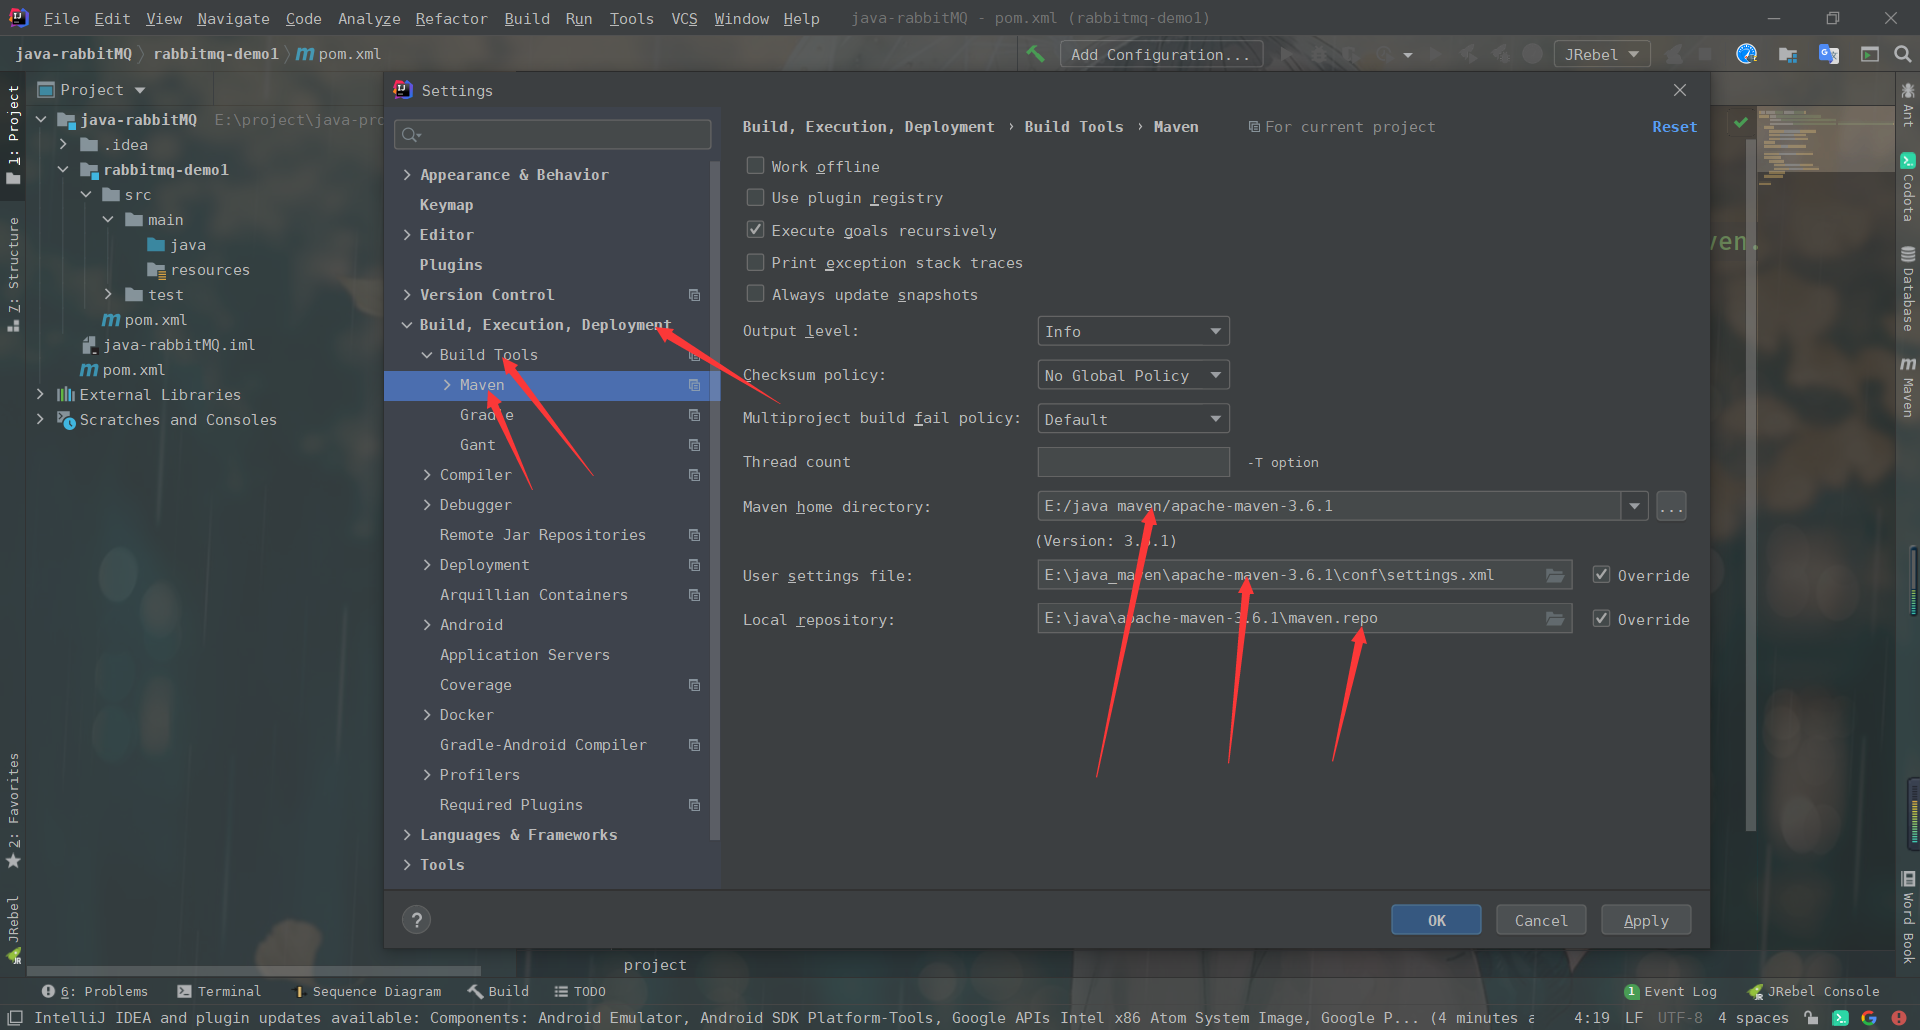 File Edit View Navigate Code Analyze Refactor Build Run Tools VCS Window Help java-rabbitMQ - pom.xml (rabbitmq-demo1)
java-rabbitMQ rabbitmq-demo1 pom.xml Add Configuration... JRebel
Project
java-rabbitMQ E:\project\java-pro
.idea
rabbitmq-demo1
src
main
java
resources
test
pom.xml
java-rabbitMQ.iml
pom.xml
External Libraries
Scratches and Consoles
1: Project
7: Structure
2: Favorites
JRebel
Settings
Appearance & Behavior
Keymap
Editor
Plugins
Version Control
Build, Execution, Deployment
Build Tools
Maven
Gradle
Gant
Compiler
Debugger
Remote Jar Repositories
Deployment
Arquillian Containers
Android
Application Servers
Coverage
Docker
Gradle-Android Compiler
Profilers
Required Plugins
Languages & Frameworks
Tools
Build, Execution, Deployment › Build Tools › Maven For current project Reset
Work offline
Use plugin registry
Execute goals recursively
Print exception stack traces
Always update snapshots
Output level: Info
Checksum policy: No Global Policy
Multiproject build fail policy: Default
Thread count -T option
Maven home directory: E:/java maven/apache-maven-3.6.1 ...
(Version: 3.6.1)
User settings file: E:\java_maven\apache-maven-3.6.1\conf\settings.xml Override
Local repository: E:\java\apache-maven-3.6.1\maven.repo Override
? OK Cancel Apply
ven.
Ant
Codota
Database
Maven
Word Book
project
6: Problems Terminal Sequence Diagram Build TODO 1 Event Log JRebel Console
IntelliJ IDEA and plugin updates available: Components: Android Emulator, Android SDK Platform-Tools, Google APIs Intel x86 Atom System Image, Google P... (4 minutes a 4:19 LF UTF-8 4 spaces